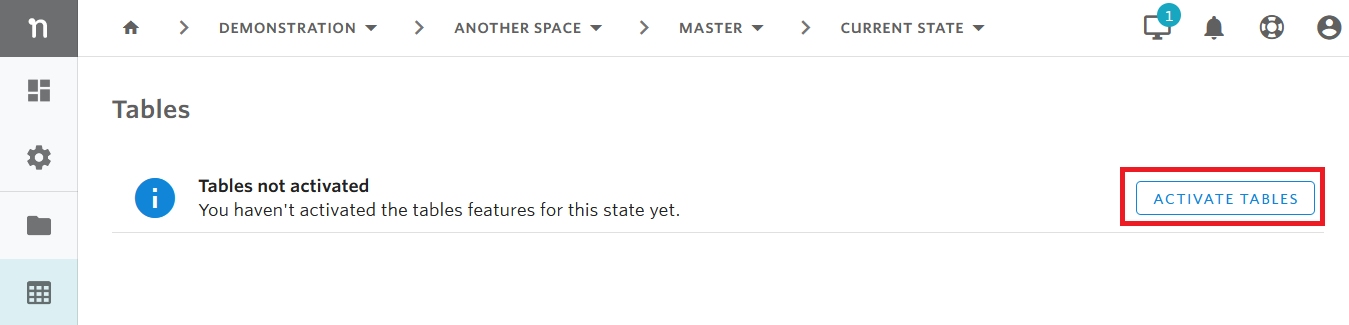 n
DEMONSTRATION ANOTHER SPACE MASTER CURRENT STATE 1
Tables
Tables not activated
You haven't activated the tables features for this state yet.
ACTIVATE TABLES